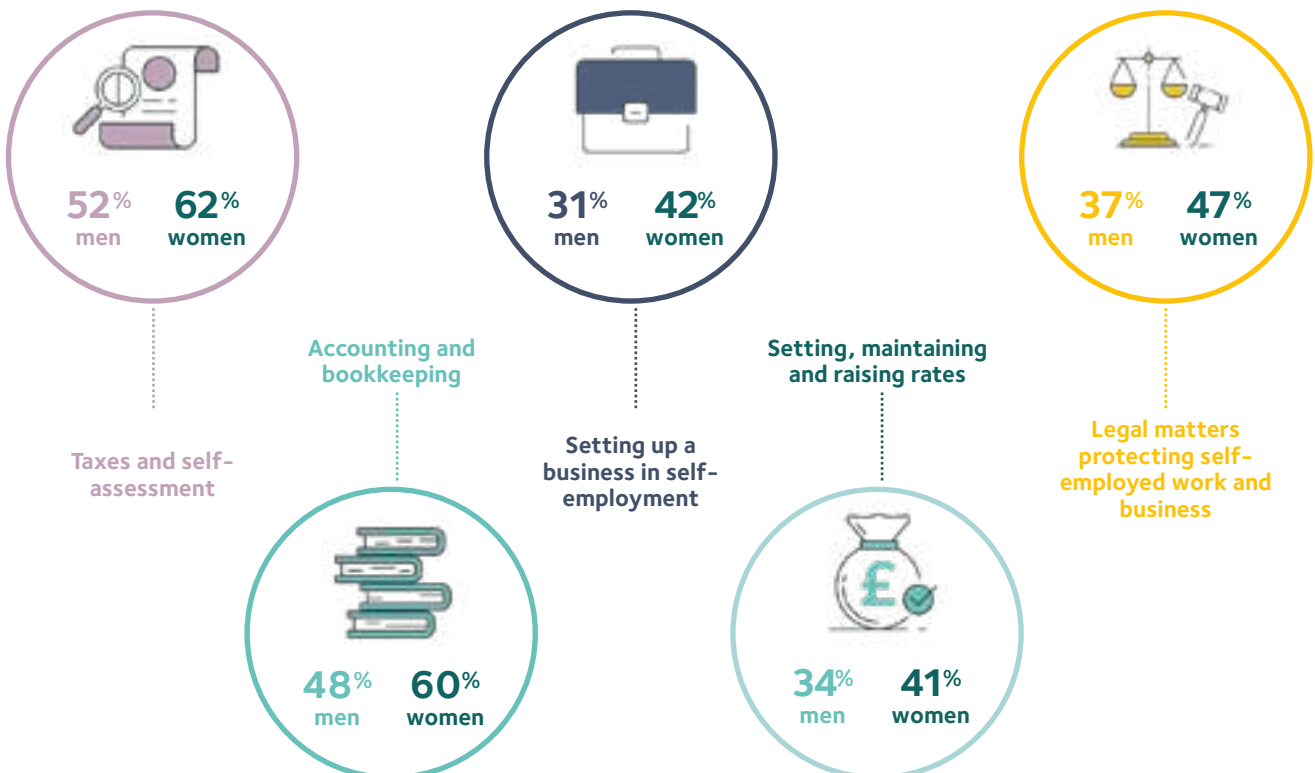 52% 62%
men women
31% 42%
men women
37% 47%
men women
Accounting and
bookkeeping
Setting, maintaining
and raising rates
Taxes and self-
assessment
Setting up a
business in self-
employment
Legal matters
protecting self-
employed work and
business
£
48% 60%
men women
34% 41%
men women